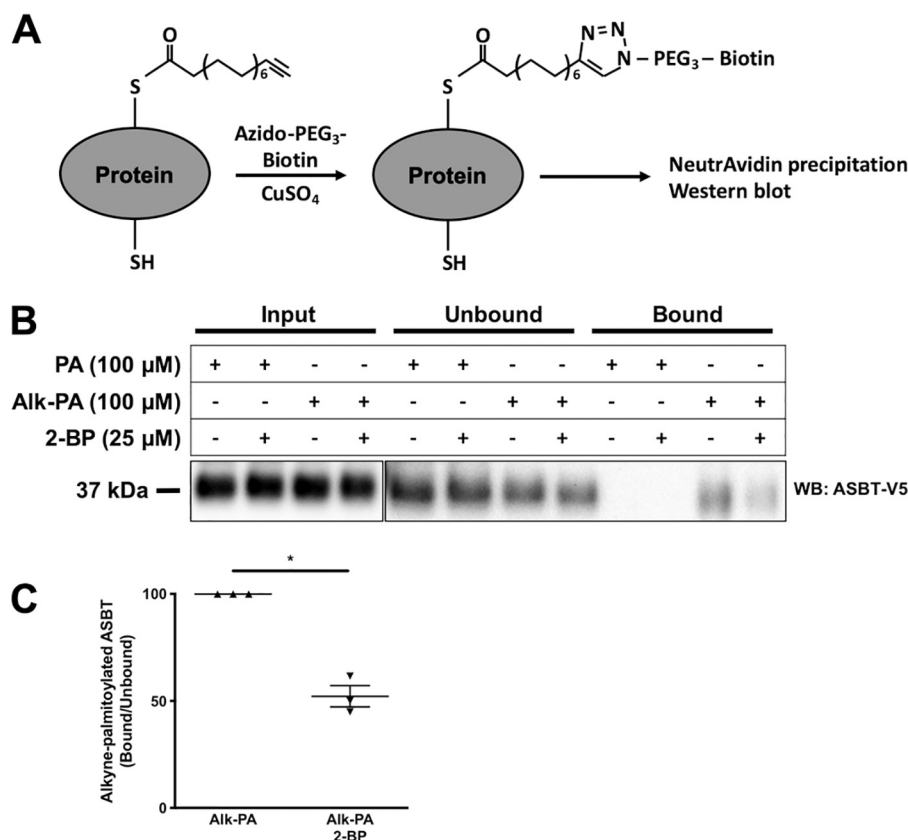 A
O
S
Protein
SH
6
Azido-PEG3-
Biotin
CuSO4
O
S
Protein
SH
6
N=N
N – PEG3 – Biotin
NeutrAvidin precipitation
Western blot
B
Input Unbound Bound
PA (100 µM) + + - - + + - - + + - -
Alk-PA (100 µM) - - + + - - + + - - + +
2-BP (25 µM) - + - + - + - + - + - +
37 kDa WB: ASBT-V5
C
*
Alkyne-palmitoylated ASBT
(Bound/Unbound)
100
50
0
Alk-PA Alk-PA
2-BP